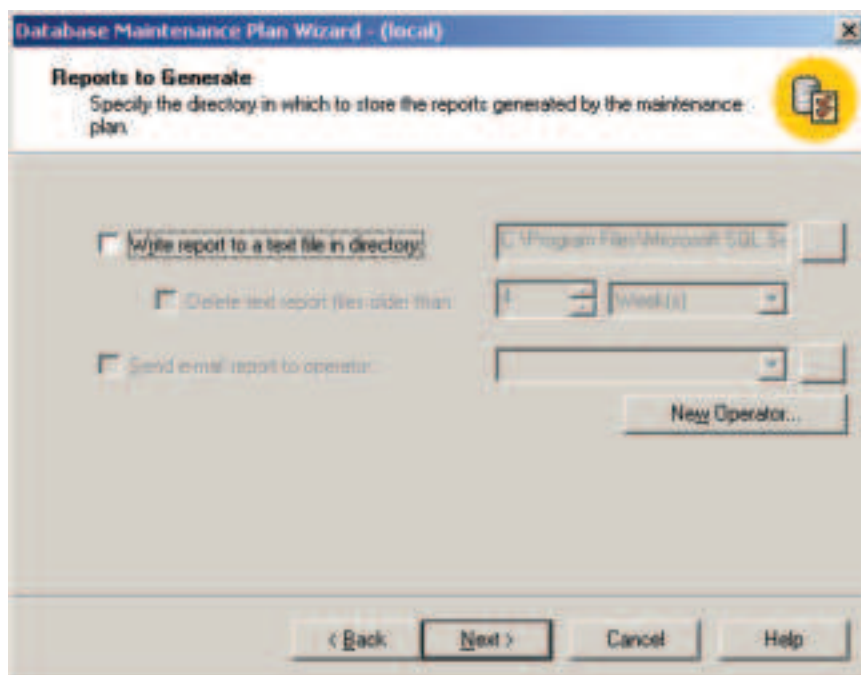 Database Maintenance Plan Wizard - (local)
Reports to Generate
Specify the directory in which to store the reports generated by the maintenance
plan.
Write report to a text file in directory:
C:\Program Files\Microsoft SQL Se
Delete text report files older than
4
Week(s)
Send e-mail report to operator:
New Operator...
< Back
Next >
Cancel
Help